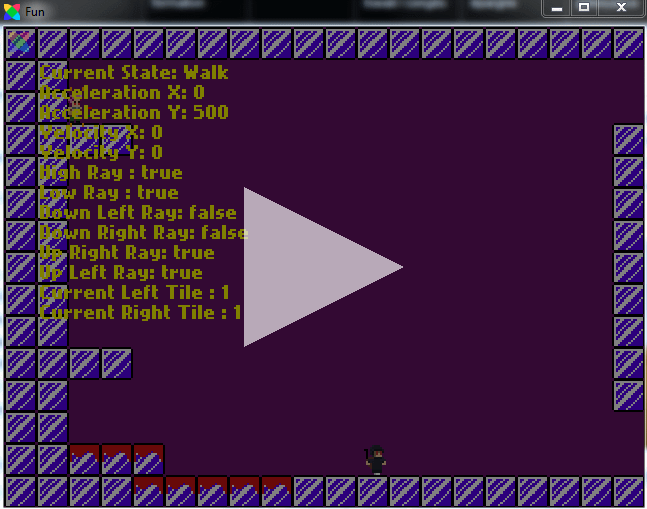 Fun
Current State: Walk
Acceleration X: 0
Acceleration Y: 500
Velocity X: 0
Velocity Y: 0
High Ray : true
Low Ray : true
Down Left Ray: false
Down Right Ray: false
Up Right Ray: true
Up Left Ray: true
Current Left Tile : 1
Current Right Tile : 1